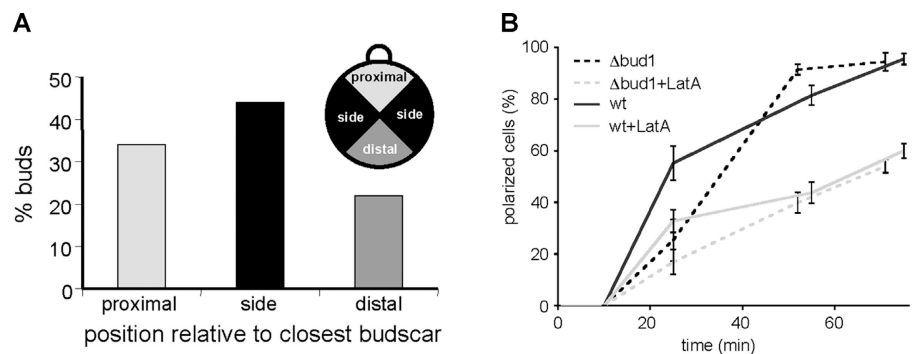 A
50
40
30
20
10
0
% buds
proximal
side
side
distal
proximal
side
distal
position relative to closest budscar
B
100
80
60
40
20
0
polarized cells (%)
Δbud1
Δbud1+LatA
wt
wt+LatA
0
20
40
60
time (min)